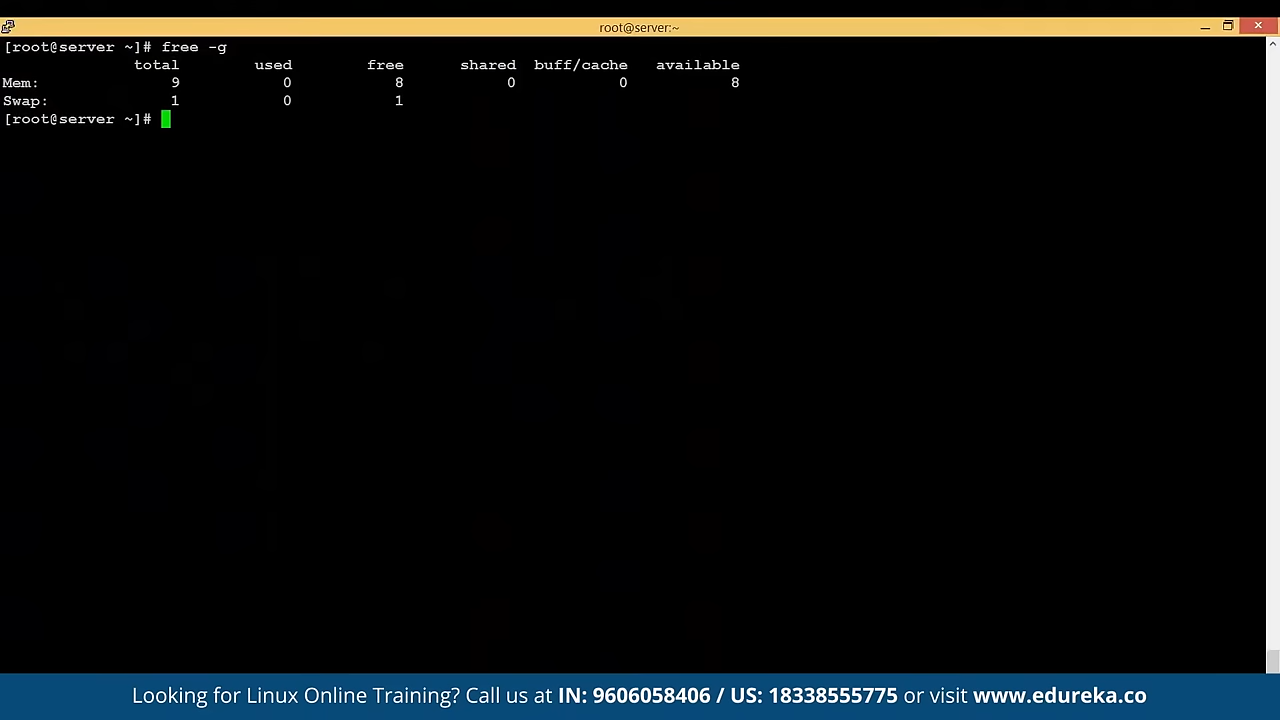 root@server:~
[root@server ~]# free -g
total used free shared buff/cache available
Mem: 9 0 8 0 0 8
Swap: 1 0 1
[root@server ~]#
Looking for Linux Online Training? Call us at IN: 9606058406 / US: 18338555775 or visit www.edureka.co